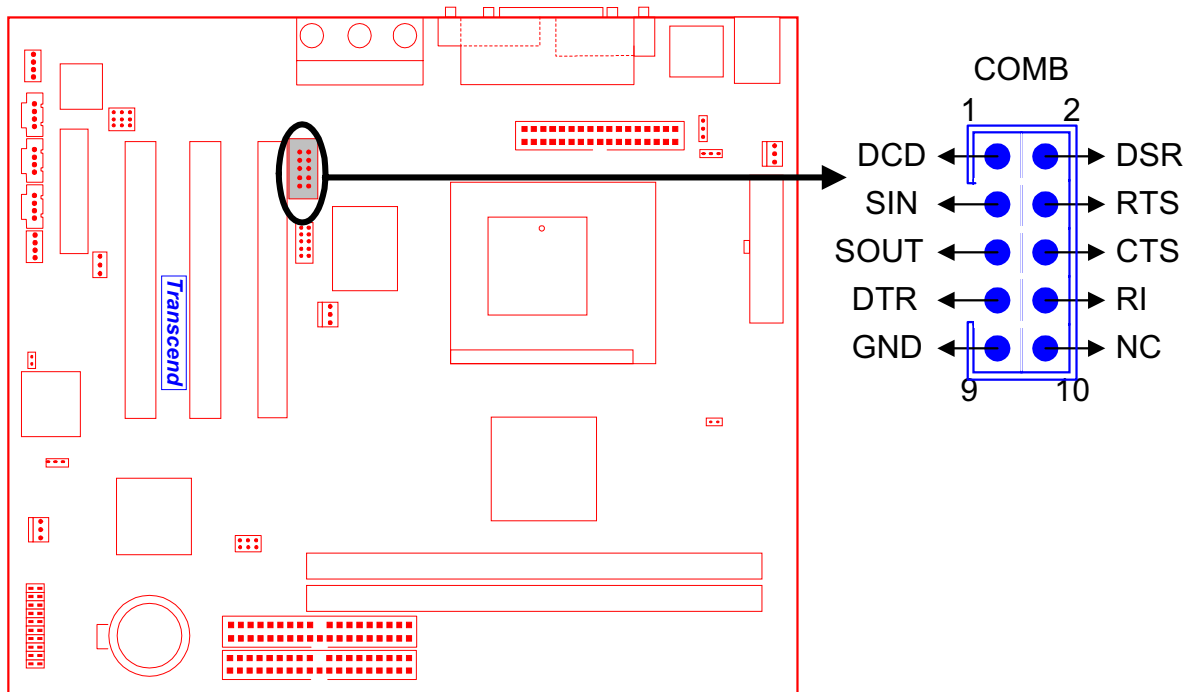 COMB
1 2
DCD DSR
SIN RTS
SOUT CTS
DTR RI
GND NC
9 10
Transcend